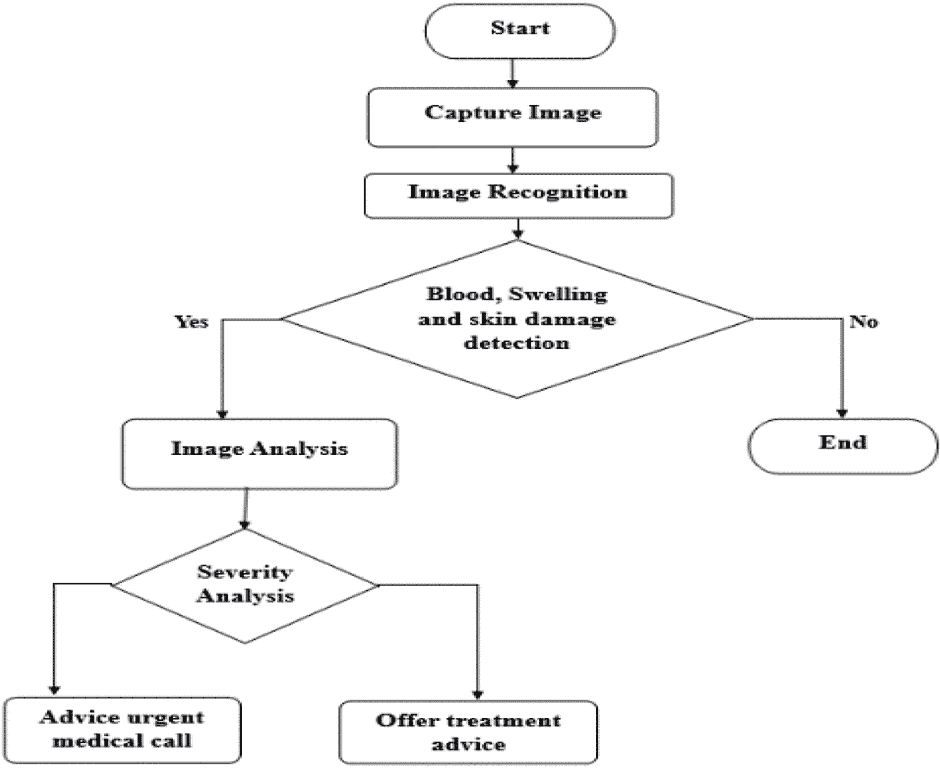 Start
Capture Image
Image Recognition
Blood, Swelling
and skin damage
detection
Yes
No
Image Analysis
End
Severity
Analysis
Advice urgent
medical call
Offer treatment
advice